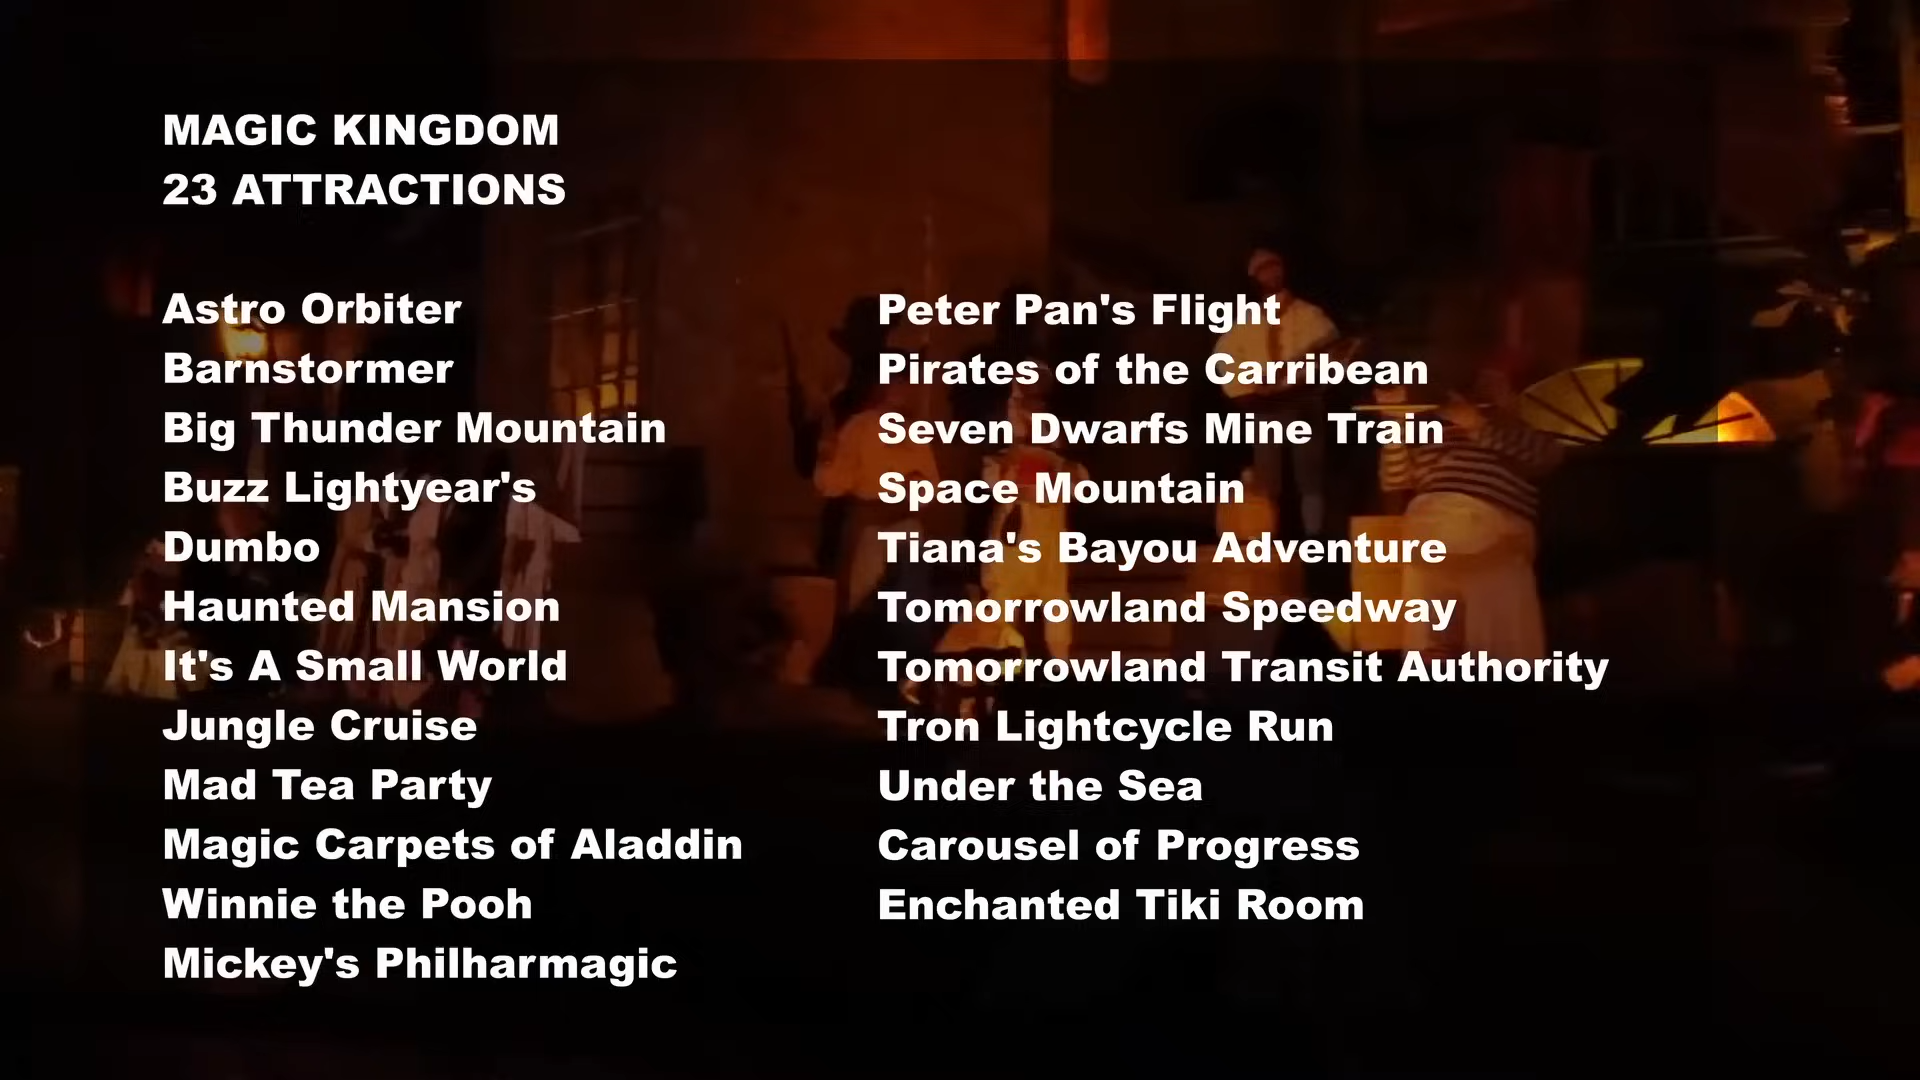 MAGIC KINGDOM
23 ATTRACTIONS
Astro Orbiter
Barnstormer
Big Thunder Mountain
Buzz Lightyear's
Dumbo
Haunted Mansion
It's A Small World
Jungle Cruise
Mad Tea Party
Magic Carpets of Aladdin
Winnie the Pooh
Mickey's Philharmagic
Peter Pan's Flight
Pirates of the Carribean
Seven Dwarfs Mine Train
Space Mountain
Tiana's Bayou Adventure
Tomorrowland Speedway
Tomorrowland Transit Authority
Tron Lightcycle Run
Under the Sea
Carousel of Progress
Enchanted Tiki Room